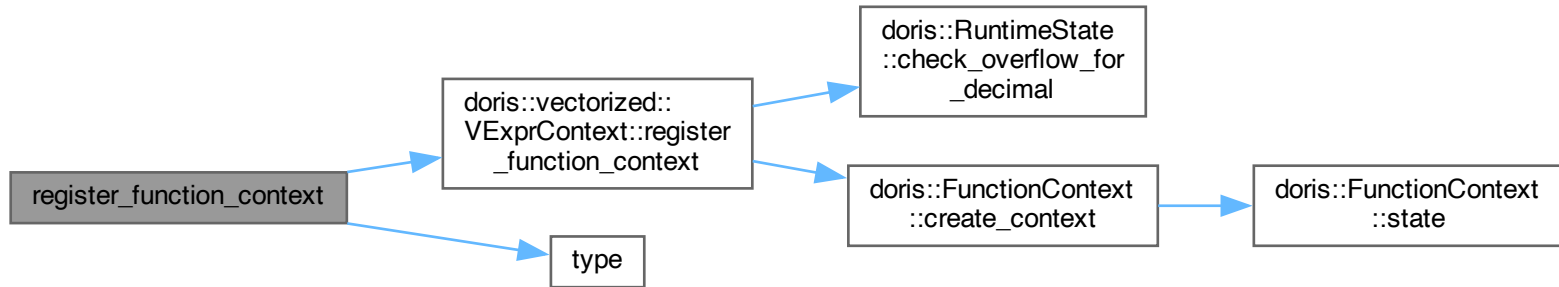 register_function_context
doris::vectorized::
VExprContext::register
_function_context
type
doris::RuntimeState
::check_overflow_for
_decimal
doris::FunctionContext
::create_context
doris::FunctionContext
::state